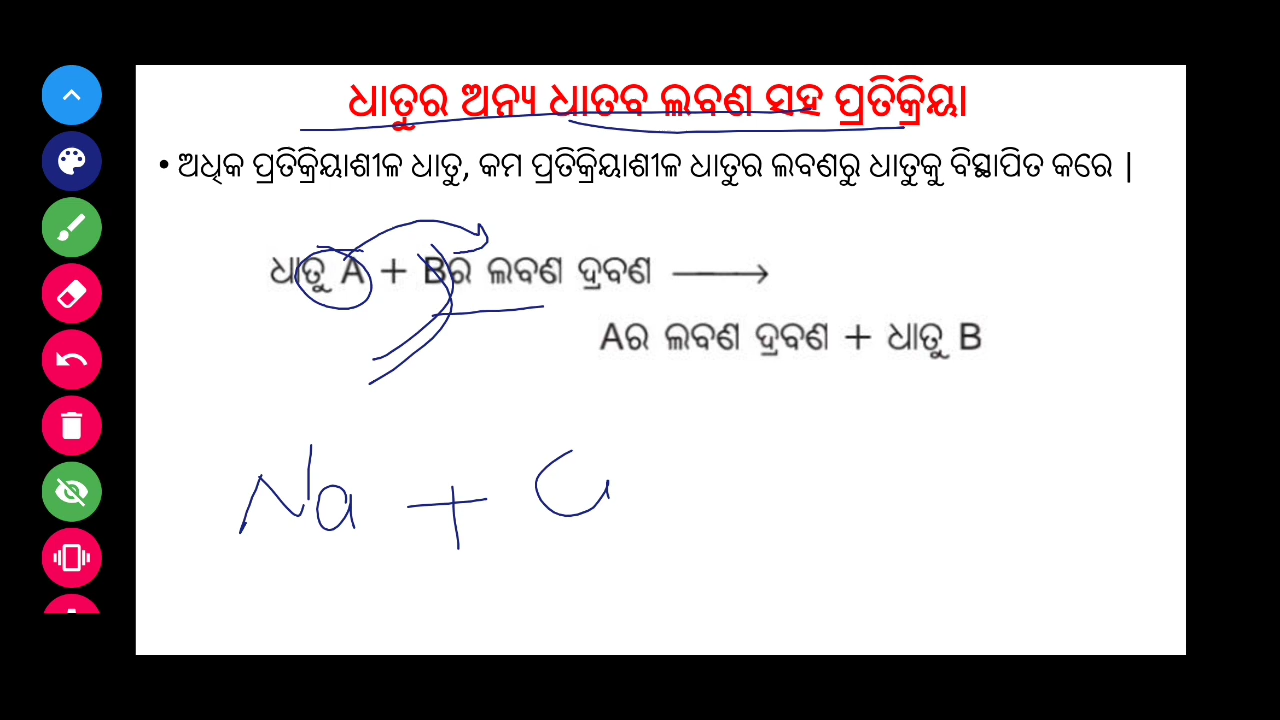 ଧାତୁର ଅନ୍ୟ ଧାତବ ଲବଣ ସହ ପ୍ରତିକ୍ରିୟା
• ଅଧିକ ପ୍ରତିକ୍ରିୟାଶୀଳ ଧାତୁ, କମ ପ୍ରତିକ୍ରିୟାଶୀଳ ଧାତୁର ଲବଣରୁ ଧାତୁକୁ ବିସ୍ଥାପିତ କରେ |
ଧାତୁ A + Bର ଲବଣ ଦ୍ରବଣ ⟶
Aର ଲବଣ ଦ୍ରବଣ + ଧାତୁ B
Na + C